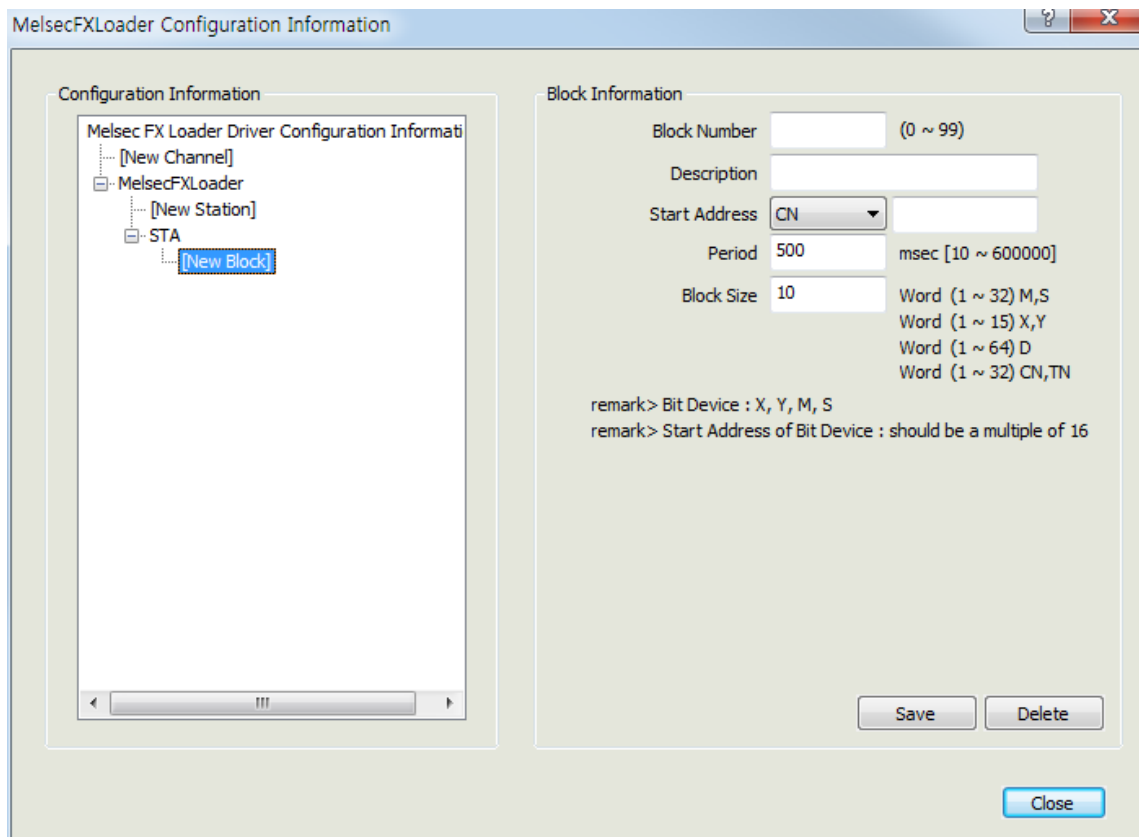 MelsecFXLoader Configuration Information
Configuration Information
Melsec FX Loader Driver Configuration Informati
[New Channel]
MelsecFXLoader
[New Station]
STA
[New Block]
Block Information
Block Number (0 ~ 99)
Description
Start Address CN
Period 500 msec [10 ~ 600000]
Block Size 10 Word (1 ~ 32) M,S
Word (1 ~ 15) X,Y
Word (1 ~ 64) D
Word (1 ~ 32) CN,TN
remark> Bit Device : X, Y, M, S
remark> Start Address of Bit Device : should be a multiple of 16
Save Delete
Close